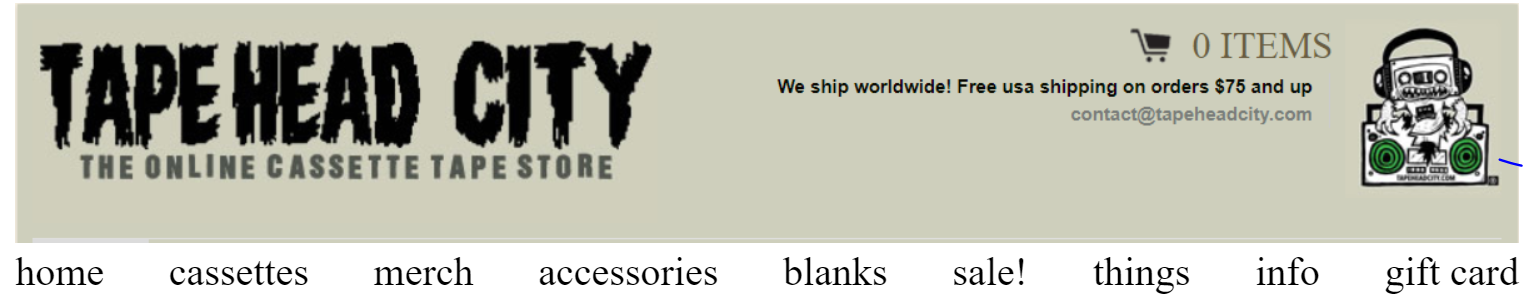 TAPE HEAD CITY
THE ONLINE CASSETTE TAPE STORE
0 ITEMS
We ship worldwide! Free usa shipping on orders $75 and up
contact@tapeheadcity.com
TAPEHEADCITY.COM
home cassettes merch accessories blanks sale! things info gift card